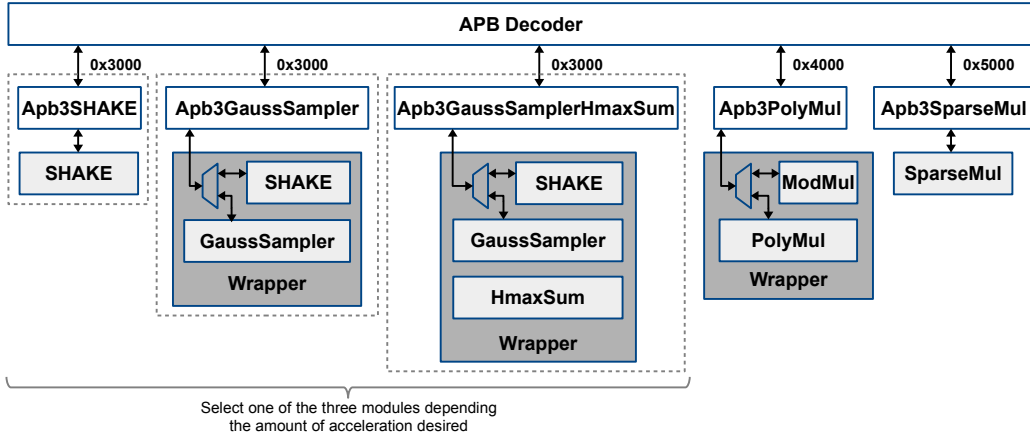 APB Decoder
0x3000
0x3000
0x3000
0x4000
0x5000
Apb3SHAKE
Apb3GaussSampler
Apb3GaussSamplerHmaxSum
Apb3PolyMul
Apb3SparseMul
SHAKE
SHAKE
GaussSampler
Wrapper
SHAKE
GaussSampler
HmaxSum
Wrapper
ModMul
PolyMul
Wrapper
SparseMul
Select one of the three modules depending
the amount of acceleration desired